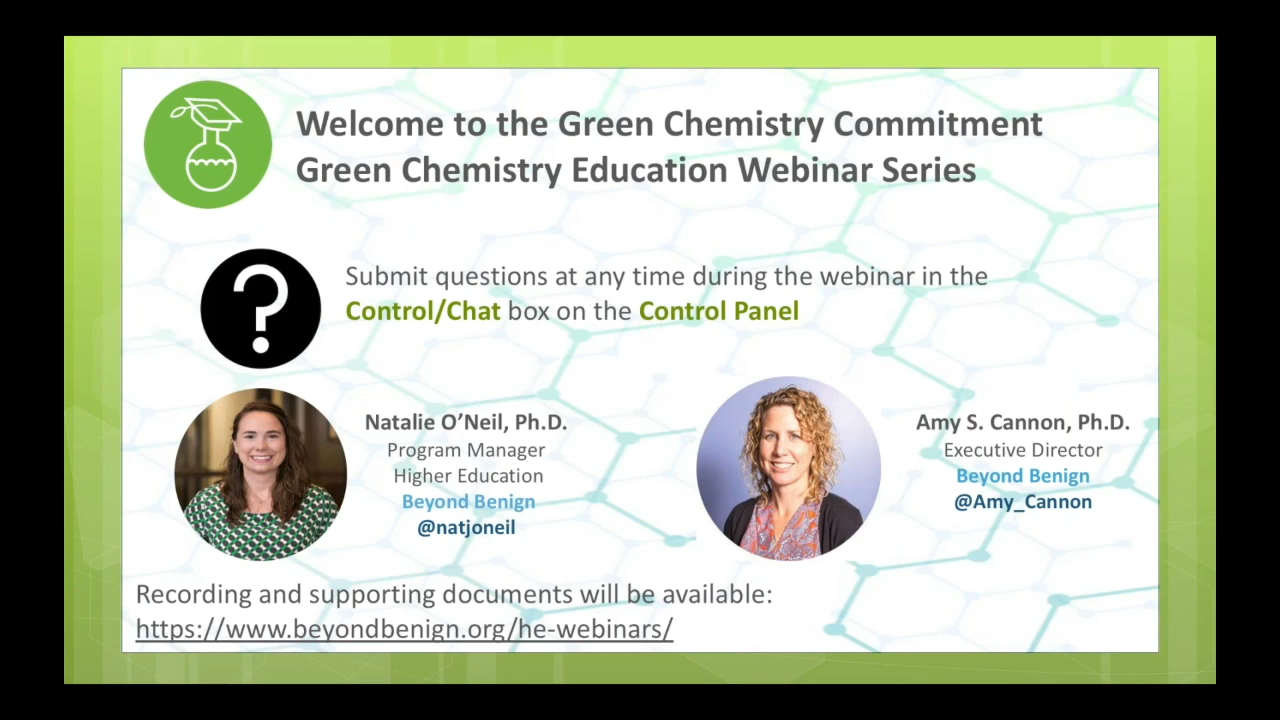 Welcome to the Green Chemistry Commitment
Green Chemistry Education Webinar Series
?
Submit questions at any time during the webinar in the
Control/Chat box on the Control Panel
Natalie O’Neil, Ph.D.
Program Manager
Higher Education
Beyond Benign
@natjoneil
Amy S. Cannon, Ph.D.
Executive Director
Beyond Benign
@Amy_Cannon
Recording and supporting documents will be available:
https://www.beyondbenign.org/he-webinars/